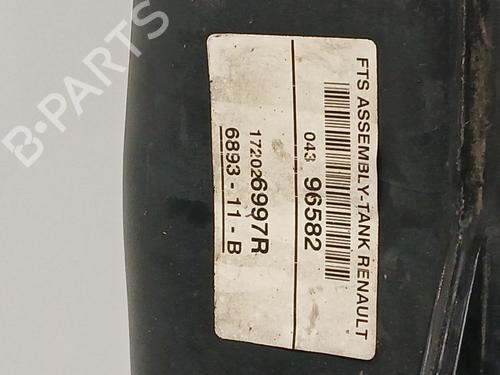 FTS ASSEMBLY-TANK RENAULT
043 96582
172026997R
6893-11-B
B-PARTS